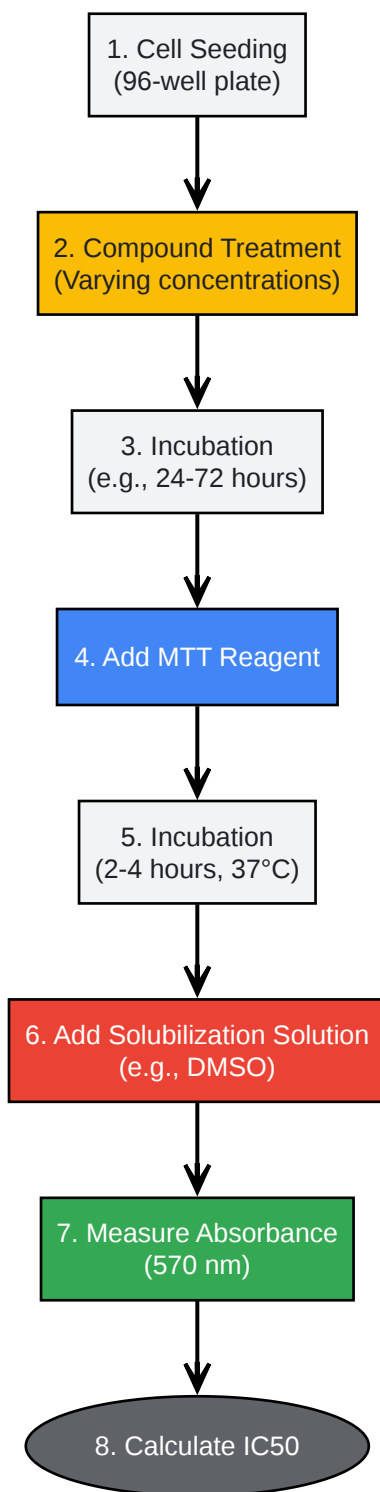 1. Cell Seeding
(96-well plate)
2. Compound Treatment
(Varying concentrations)
3. Incubation
(e.g., 24-72 hours)
4. Add MTT Reagent
5. Incubation
(2-4 hours, 37°C)
6. Add Solubilization Solution
(e.g., DMSO)
7. Measure Absorbance
(570 nm)
8. Calculate IC50